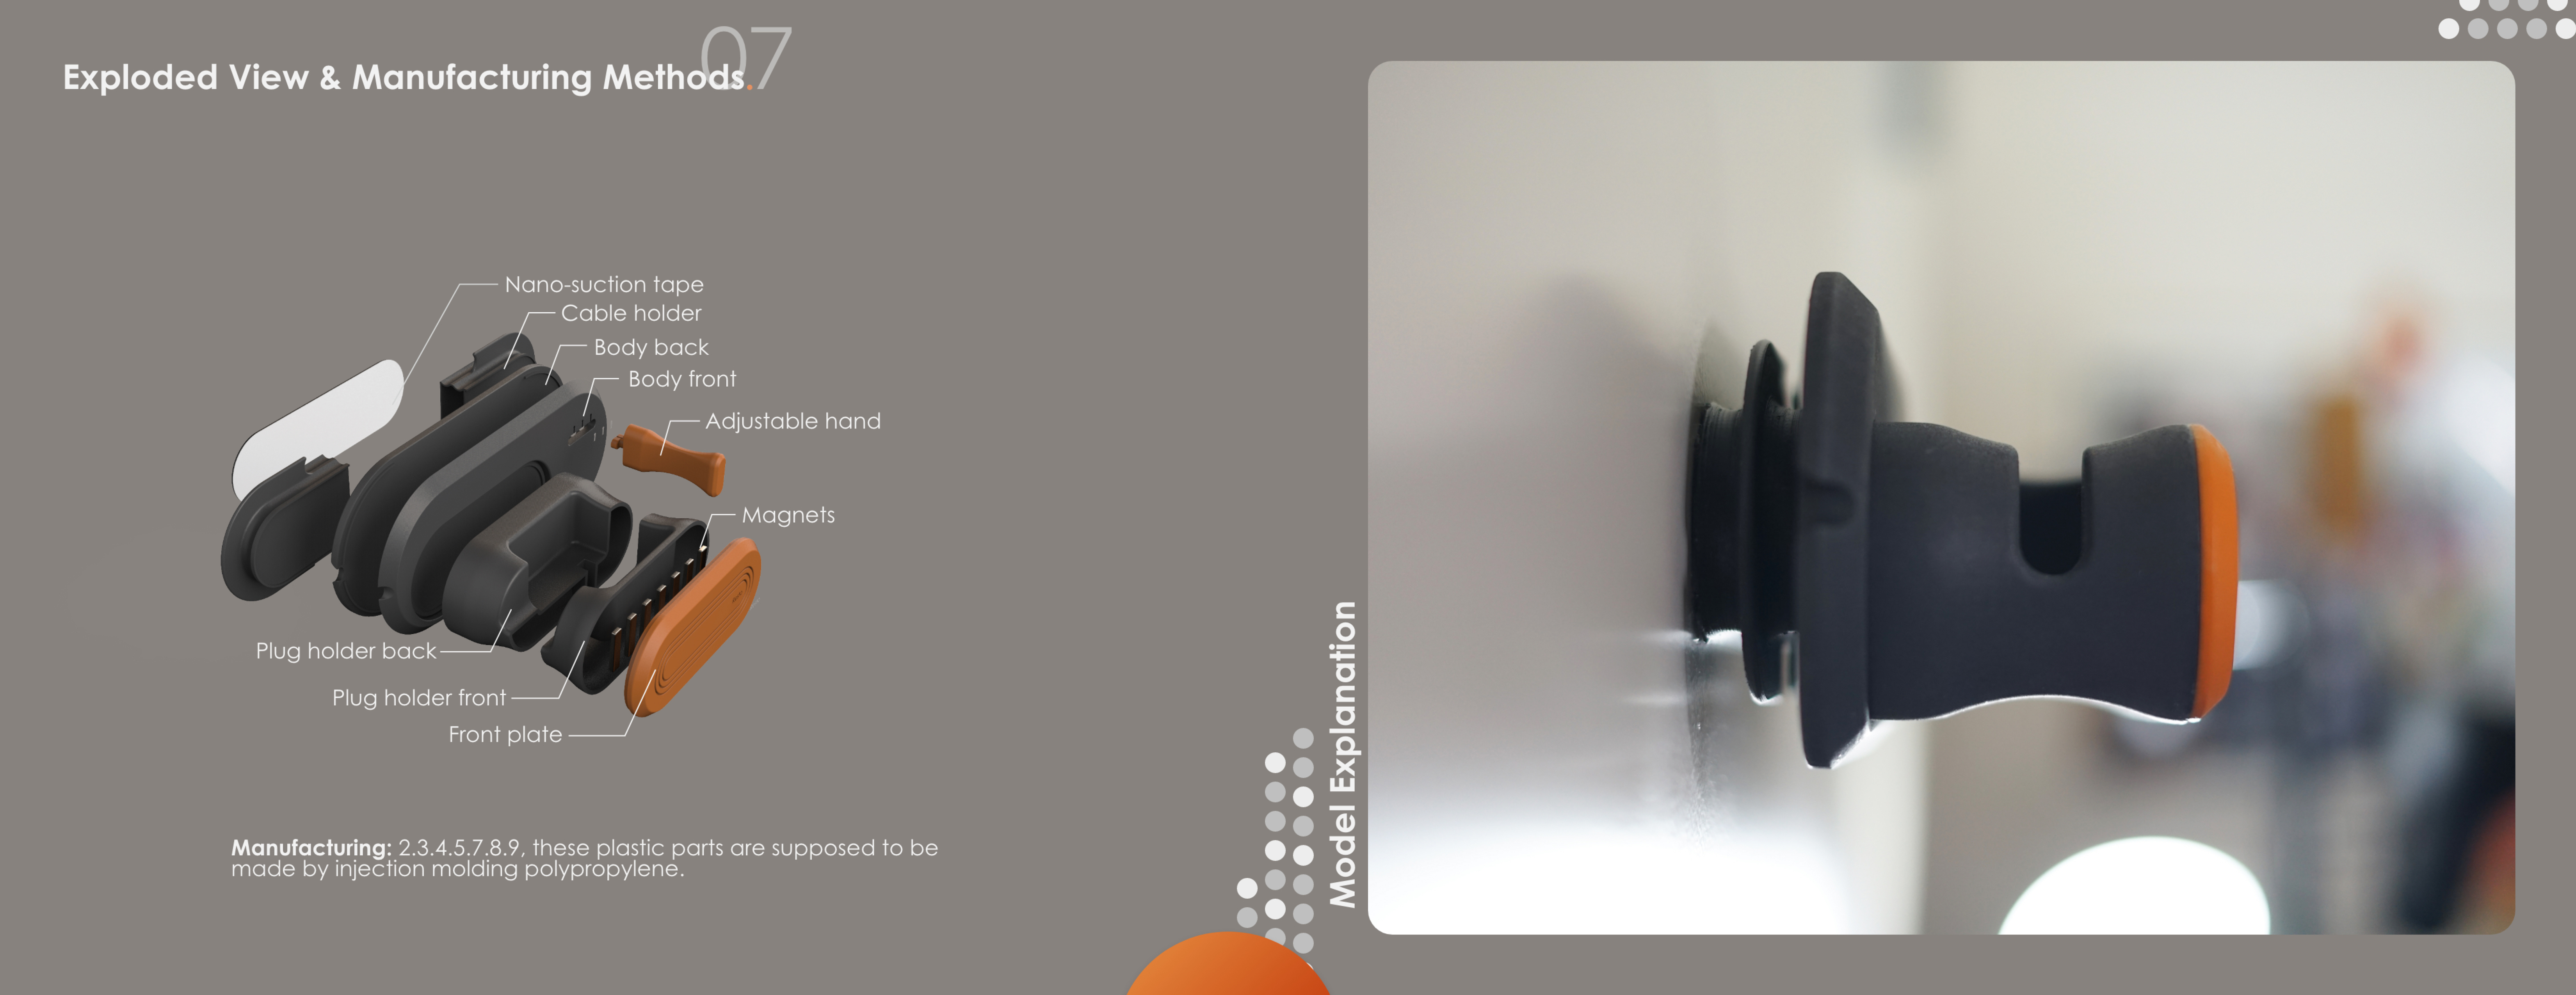 07
Exploded View & Manufacturing Methods.
Nano-suction tape
Cable holder
Body back
Body front
Adjustable hand
Magnets
Plug holder back
Plug holder front
Front plate
Manufacturing: 2.3.4.5.7.8.9, these plastic parts are supposed to be
made by injection molding polypropylene.
Model Explanation